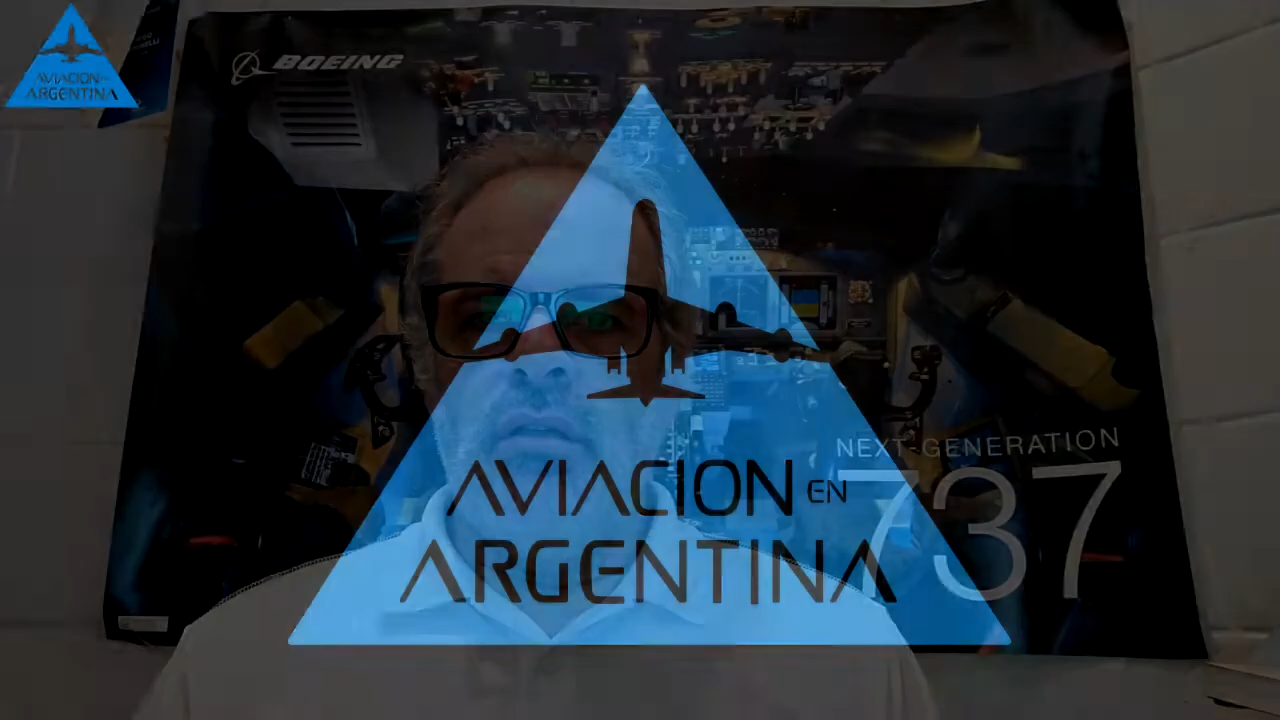 AVIACION EN
ARGENTINA
BOEING
NEXT-GENERATION
737
AVIACION EN
ARGENTINA